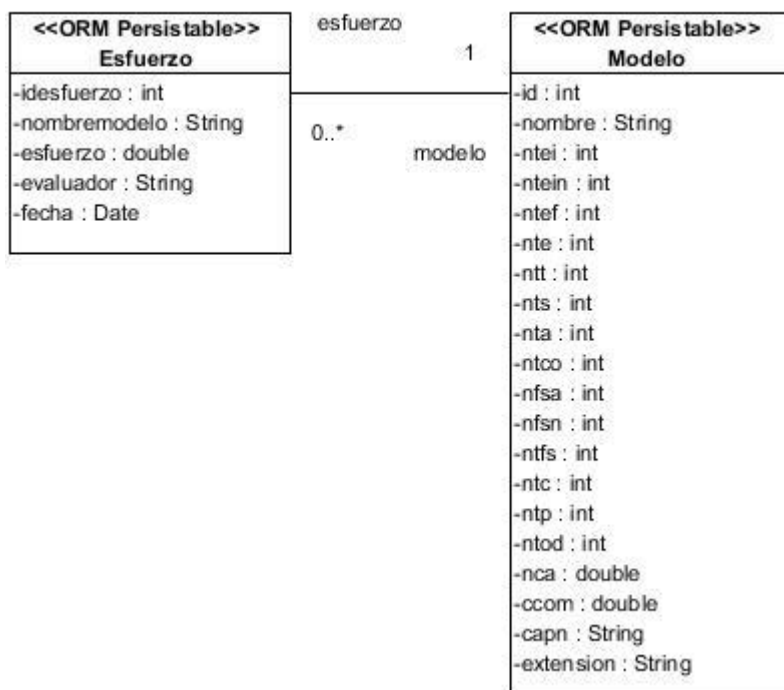 <<ORM Persistable>>
Esfuerzo
-idesfuerzo : int
-nombremodelo : String
-esfuerzo : double
-evaluador : String
-fecha : Date
esfuerzo
1
0..*
modelo
<<ORM Persistable>>
Modelo
-id : int
-nombre : String
-ntei : int
-ntein : int
-ntef : int
-nte : int
-ntt : int
-nts : int
-nta : int
-ntco : int
-nfsa : int
-nfsn : int
-ntfs : int
-ntc : int
-ntp : int
-ntod : int
-nca : double
-ccom : double
-capn : String
-extension : String